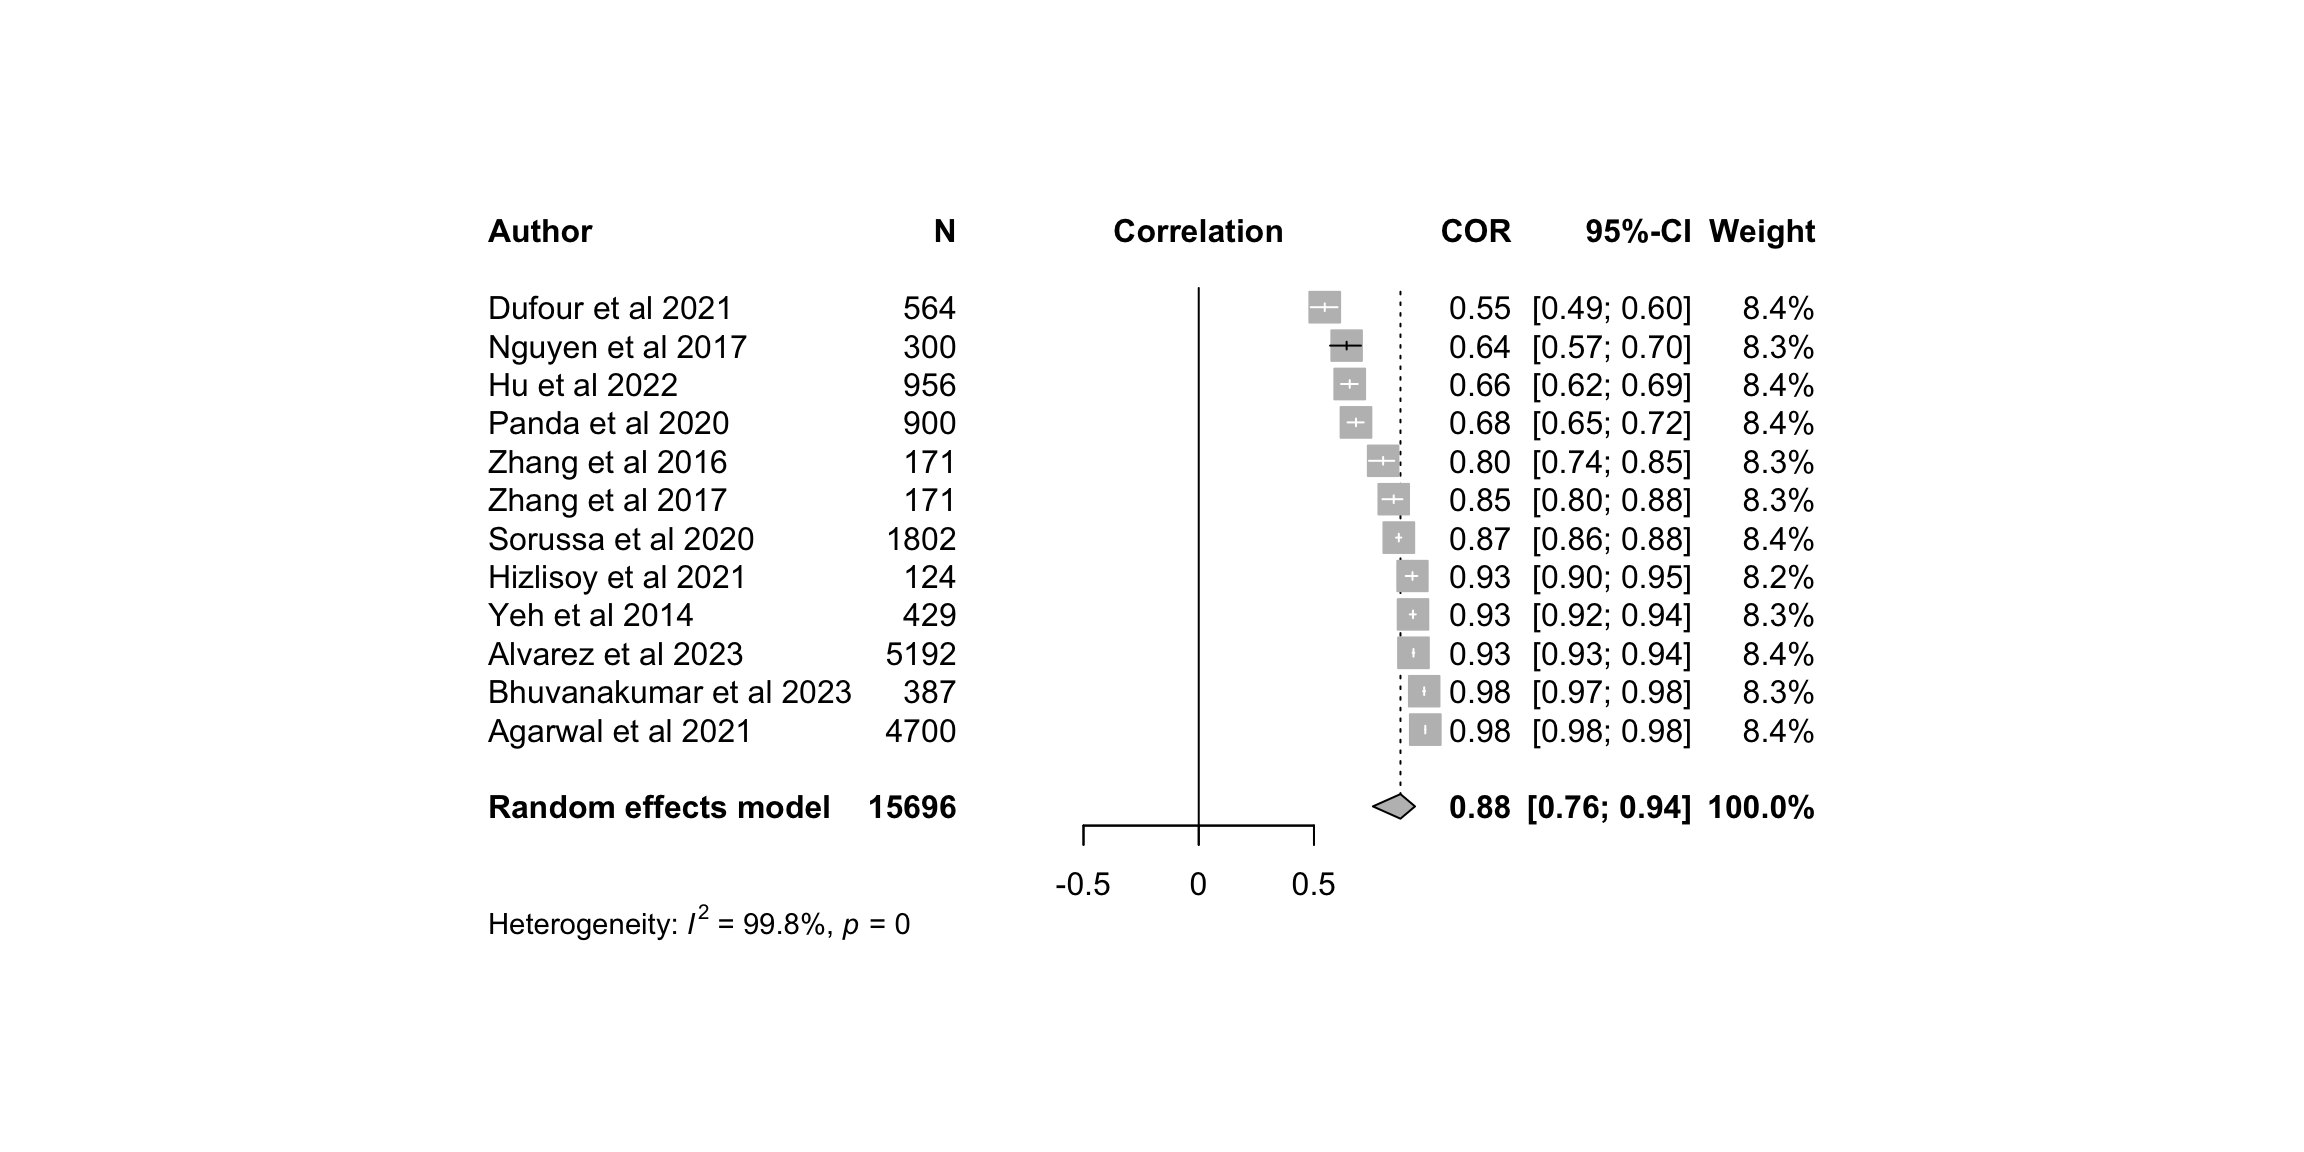 Author N Correlation COR 95%-CI Weight
Dufour et al 2021 564 0.55 [0.49; 0.60] 8.4%
Nguyen et al 2017 300 0.64 [0.57; 0.70] 8.3%
Hu et al 2022 956 0.66 [0.62; 0.69] 8.4%
Panda et al 2020 900 0.68 [0.65; 0.72] 8.4%
Zhang et al 2016 171 0.80 [0.74; 0.85] 8.3%
Zhang et al 2017 171 0.85 [0.80; 0.88] 8.3%
Sorussa et al 2020 1802 0.87 [0.86; 0.88] 8.4%
Hizlisoy et al 2021 124 0.93 [0.90; 0.95] 8.2%
Yeh et al 2014 429 0.93 [0.92; 0.94] 8.3%
Alvarez et al 2023 5192 0.93 [0.93; 0.94] 8.4%
Bhuvanakumar et al 2023 387 0.98 [0.97; 0.98] 8.3%
Agarwal et al 2021 4700 0.98 [0.98; 0.98] 8.4%
Random effects model 15696 0.88 [0.76; 0.94] 100.0%
-0.5 0 0.5
Heterogeneity: I² = 99.8%, p = 0